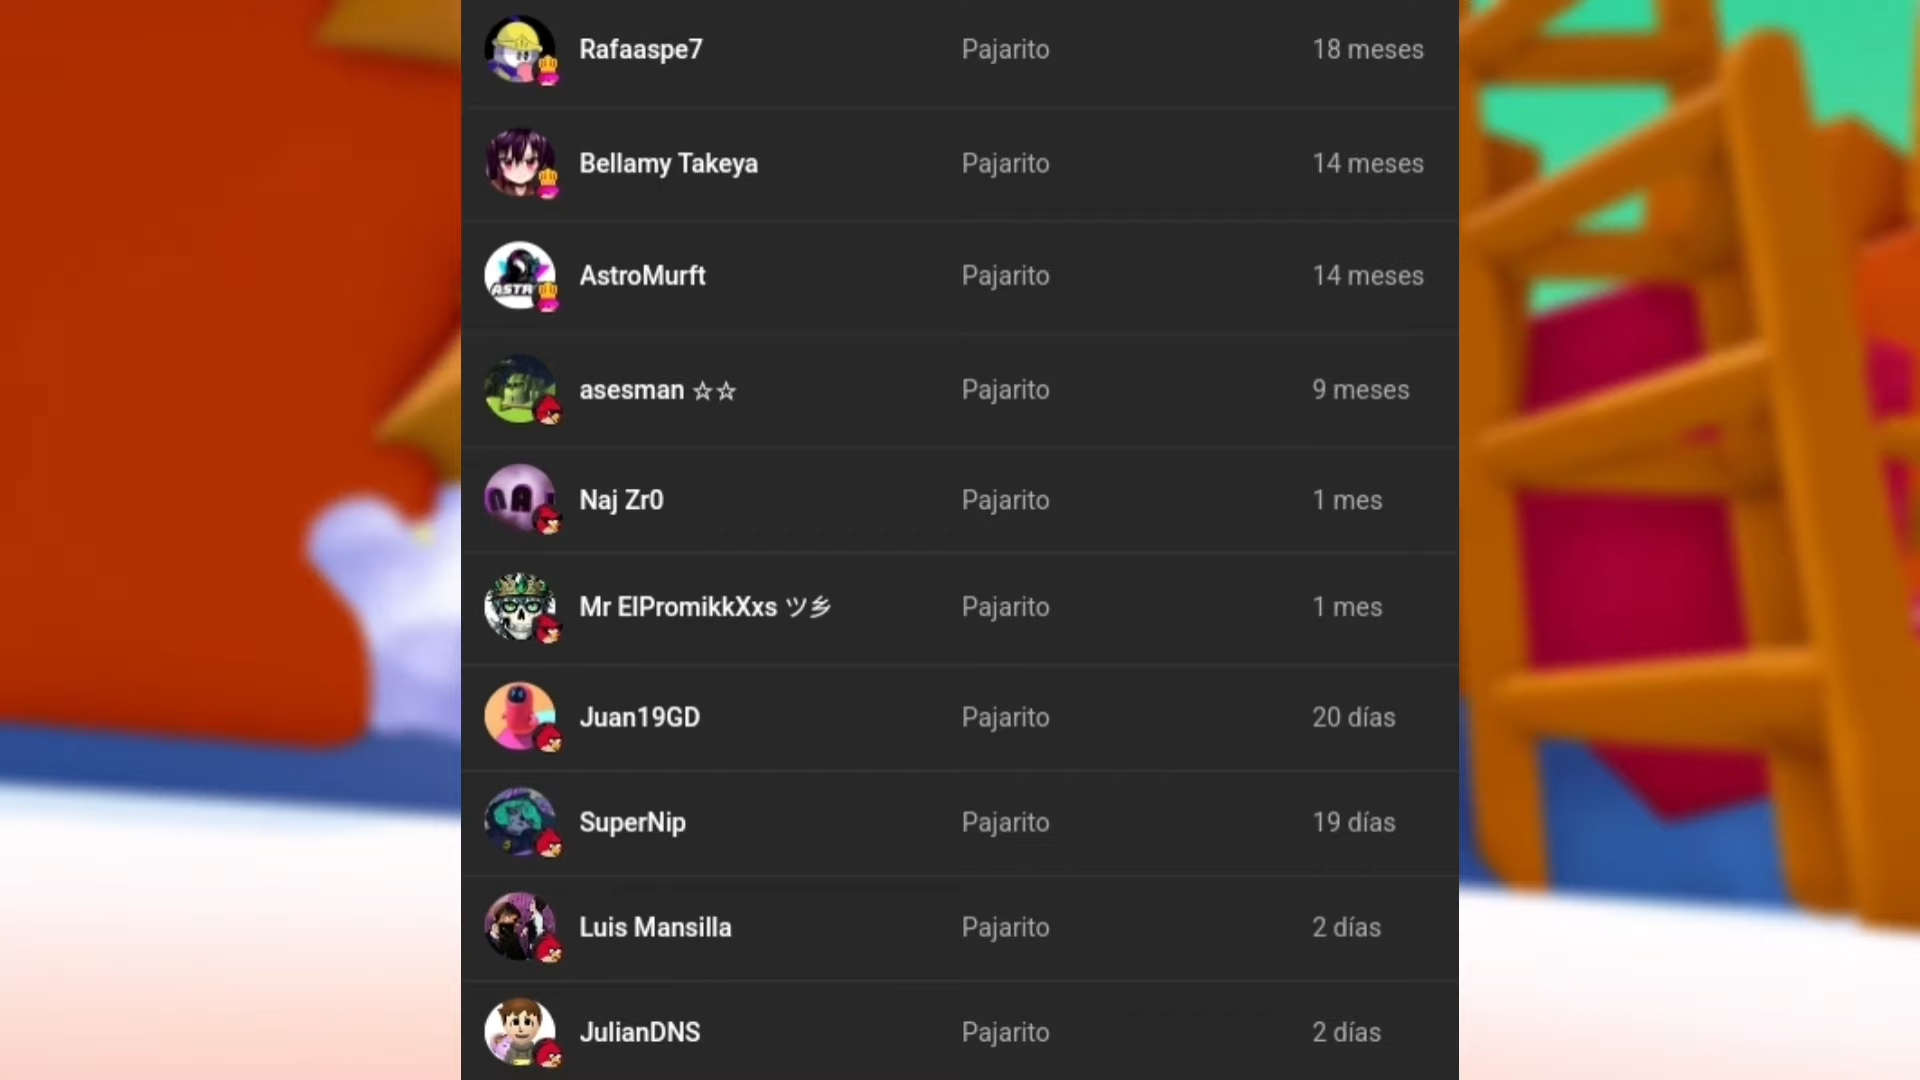 Rafaaspe7 Pajarito 18 meses
Bellamy Takeya Pajarito 14 meses
AstroMurft Pajarito 14 meses
asesman ☆☆ Pajarito 9 meses
Naj Zr0 Pajarito 1 mes
Mr ElPromikkXxs ツ乡 Pajarito 1 mes
Juan19GD Pajarito 20 días
SuperNip Pajarito 19 días
Luis Mansilla Pajarito 2 días
JulianDNS Pajarito 2 días